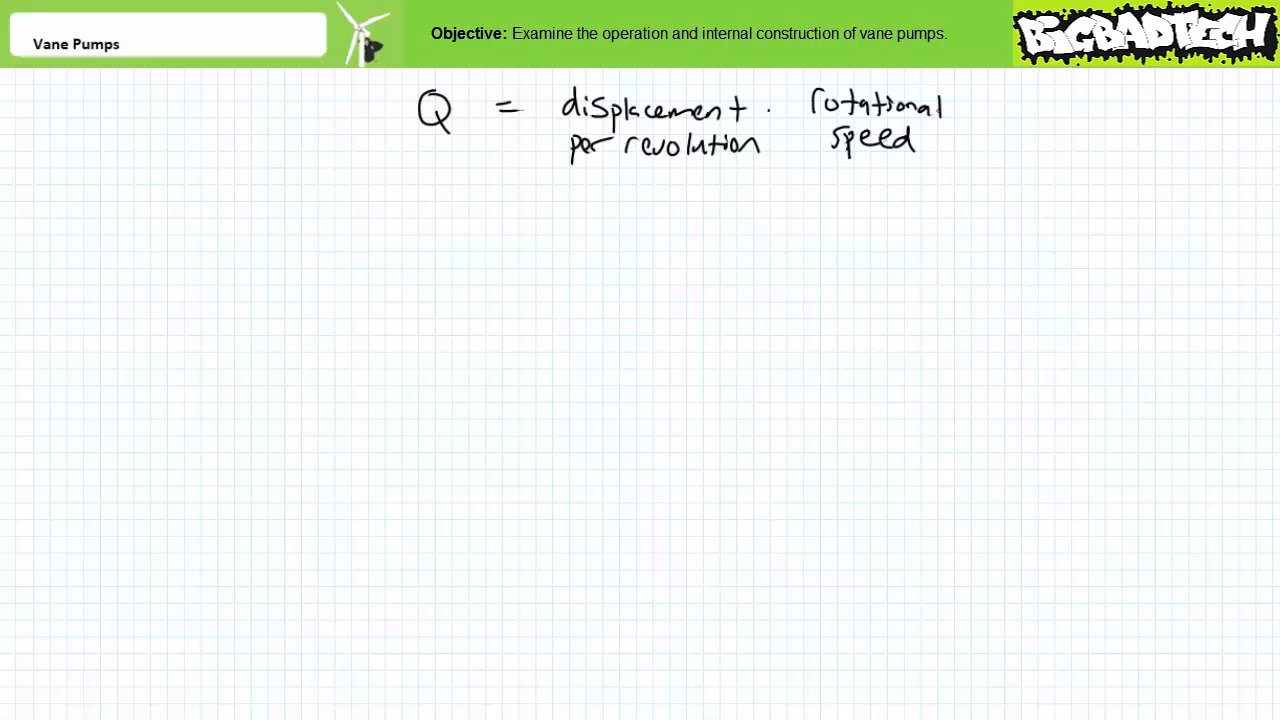 Vane Pumps
Objective: Examine the operation and internal construction of vane pumps.
BIGBADTECH
Q = displacement · rotational
per revolution speed